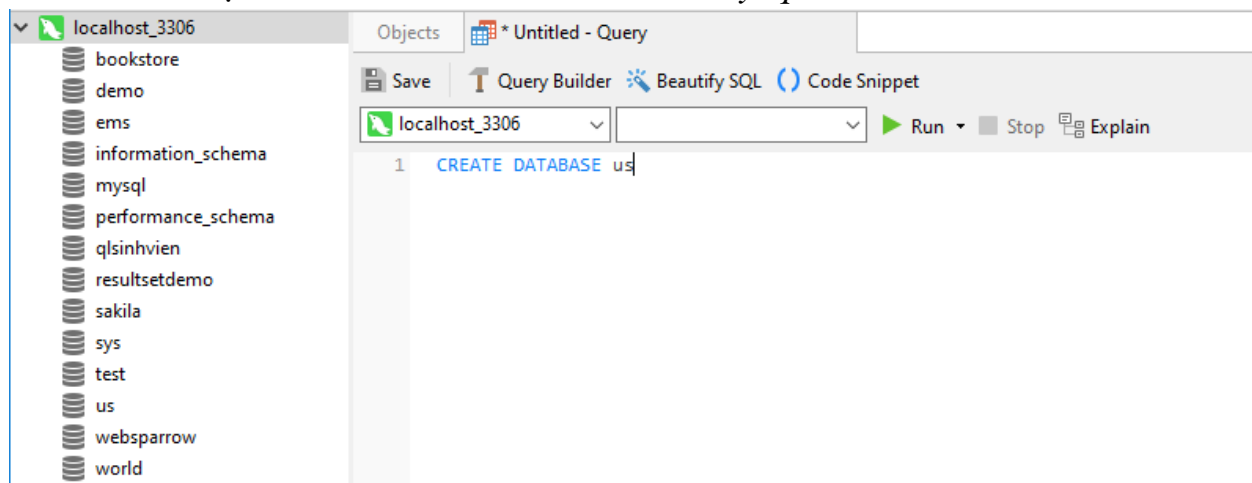 localhost_3306
bookstore
demo
ems
information_schema
mysql
performance_schema
qlsinhvien
resultsetdemo
sakila
sys
test
us
websparrow
world
Objects * Untitled - Query
Save Query Builder Beautify SQL () Code Snippet
localhost_3306 Run Stop Explain
1 CREATE DATABASE us